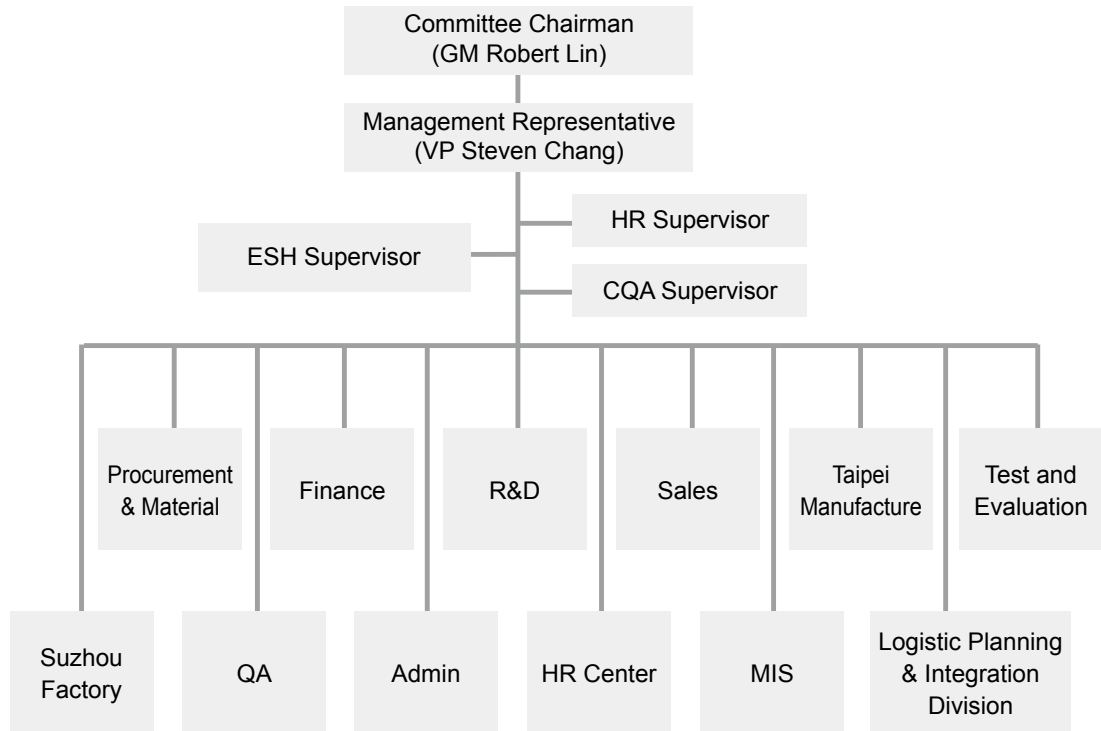 Committee Chairman
(GM Robert Lin)
Management Representative
(VP Steven Chang)
HR Supervisor
ESH Supervisor
CQA Supervisor
Procurement
& Material
Finance
R&D
Sales
Taipei
Manufacture
Test and
Evaluation
Suzhou
Factory
QA
Admin
HR Center
MIS
Logistic Planning
& Integration
Division